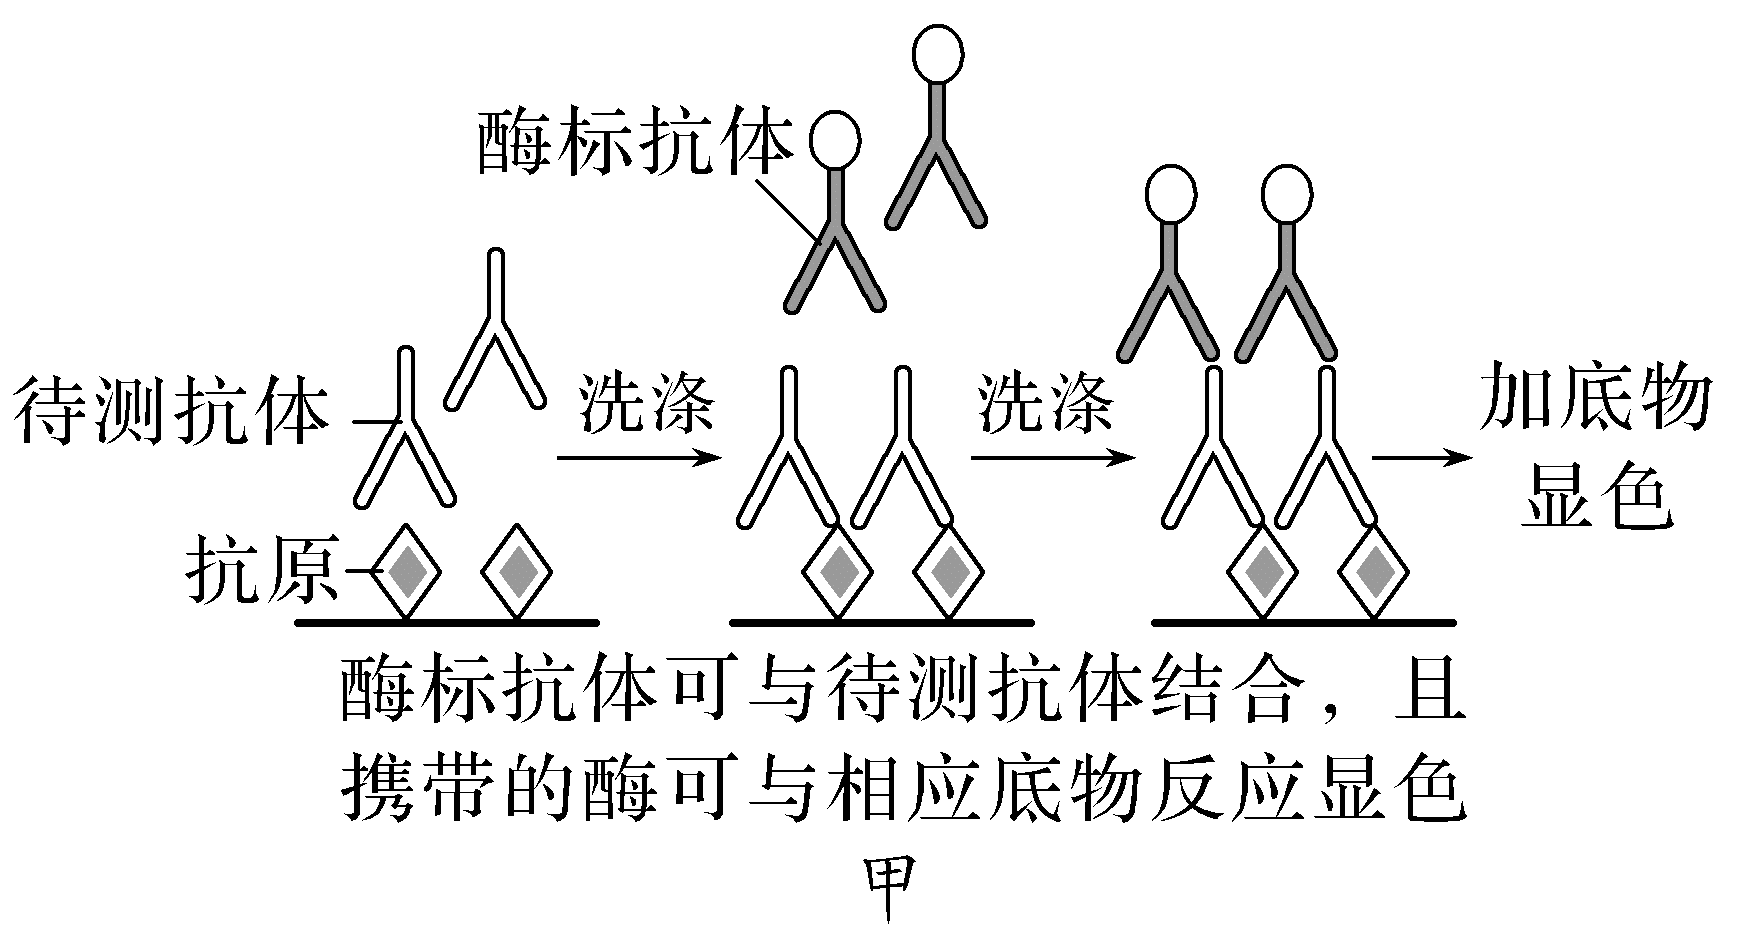 酶标抗体
待测抗体
洗涤
洗涤
加底物
显色
抗原
酶标抗体可与待测抗体结合，且
携带的酶可与相应底物反应显色
甲